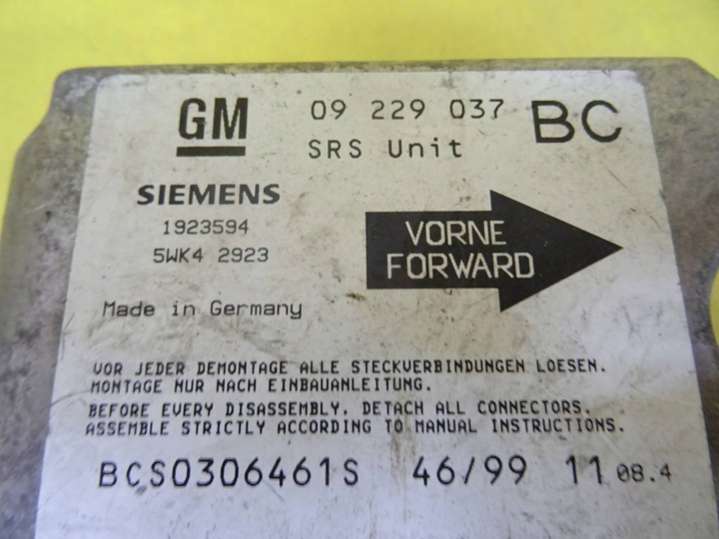 GM 09 229 037 BC
SRS Unit
SIEMENS
1923594
5WK4 2923
VORNE
FORWARD
Made in Germany
VOR JEDER DEMONTAGE ALLE STECKVERBINDUNGEN LOESEN.
MONTAGE NUR NACH EINBAUANLEITUNG.
BEFORE EVERY DISASSEMBLY, DETACH ALL CONNECTORS.
ASSEMBLE STRICTLY ACCORDING TO MANUAL INSTRUCTIONS.
BCS0306461S 46/99 11 08.4